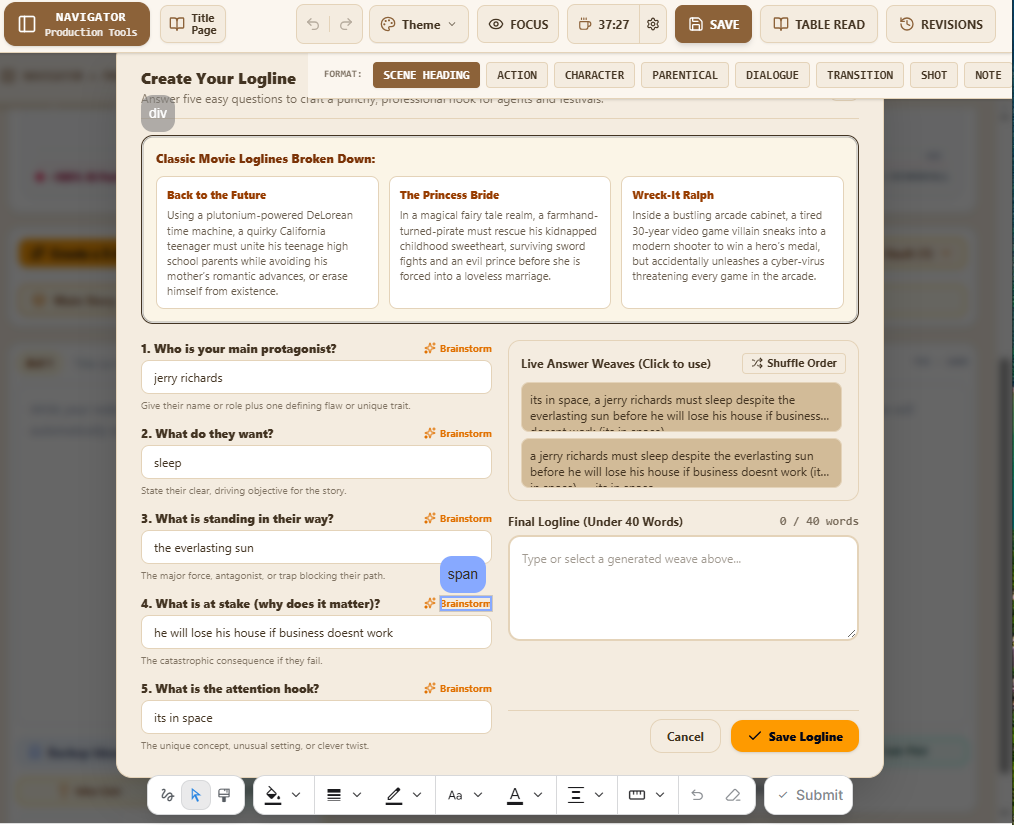 NAVIGATOR
Production Tools
Title
Page
Theme
FOCUS
37:27
SAVE
TABLE READ
REVISIONS
Create Your Logline
FORMAT:
SCENE HEADING
ACTION
CHARACTER
PARENTICAL
DIALOGUE
TRANSITION
SHOT
NOTE
Answer five easy questions to craft a punchy, professional hook for agents and festivals.
div
Classic Movie Loglines Broken Down:
Back to the Future
Using a plutonium-powered DeLorean
time machine, a quirky California
teenager must unite his teenage high
school parents while avoiding his
mother's romantic advances, or erase
himself from existence.
The Princess Bride
In a magical fairy tale realm, a farmhand-
turned-pirate must rescue his kidnapped
childhood sweetheart, surviving sword
fights and an evil prince before she is
forced into a loveless marriage.
Wreck-It Ralph
Inside a bustling arcade cabinet, a tired
30-year video game villain sneaks into a
modern shooter to win a hero's medal,
but accidentally unleashes a cyber-virus
threatening every game in the arcade.
1. Who is your main protagonist?
Brainstorm
jerry richards
Give their name or role plus one defining flaw or unique trait.
2. What do they want?
Brainstorm
sleep
State their clear, driving objective for the story.
3. What is standing in their way?
Brainstorm
the everlasting sun
The major force, antagonist, or trap blocking their path.
span
4. What is at stake (why does it matter)?
Brainstorm
he will lose his house if business doesnt work
The catastrophic consequence if they fail.
5. What is the attention hook?
Brainstorm
its in space
The unique concept, unusual setting, or clever twist.
Live Answer Weaves (Click to use)
Shuffle Order
its in space, a jerry richards must sleep despite the
everlasting sun before he will lose his house if business...
doesnt work (its in space)
a jerry richards must sleep despite the everlasting sun
before he will lose his house if business doesnt work (it...
in space) its in space
Final Logline (Under 40 Words)
0 / 40 words
Type or select a generated weave above...
Cancel
Save Logline
Aa
A
Submit